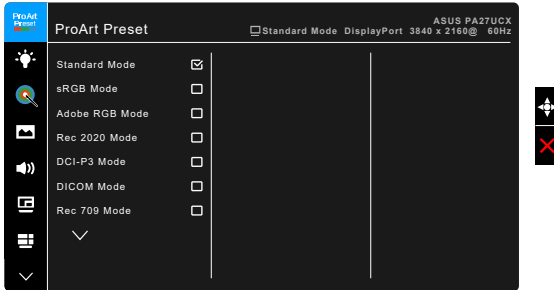 ProArt
Preset
ProArt Preset
ASUS PA27UCX
Standard Mode DisplayPort 3840 x 2160@ 60Hz
Standard Mode
sRGB Mode
Adobe RGB Mode
Rec 2020 Mode
DCI-P3 Mode
DICOM Mode
Rec 709 Mode